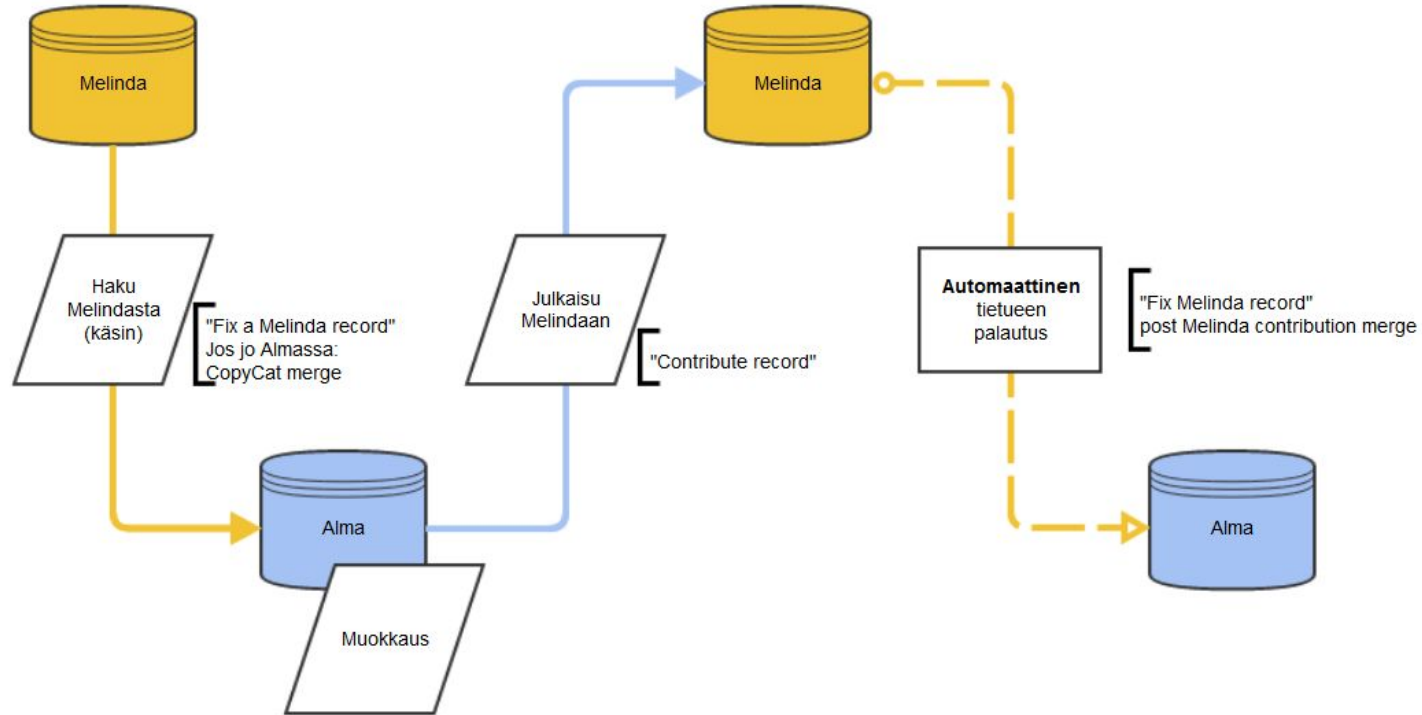 Melinda
Haku
Melindasta
(käsin)
"Fix a Melinda record"
Jos jo Almassa:
CopyCat merge
Alma
Muokkaus
Julkaisu
Melindaan
"Contribute record"
Melinda
Automaattinen
tietueen
palautus
"Fix Melinda record"
post Melinda contribution merge
Alma